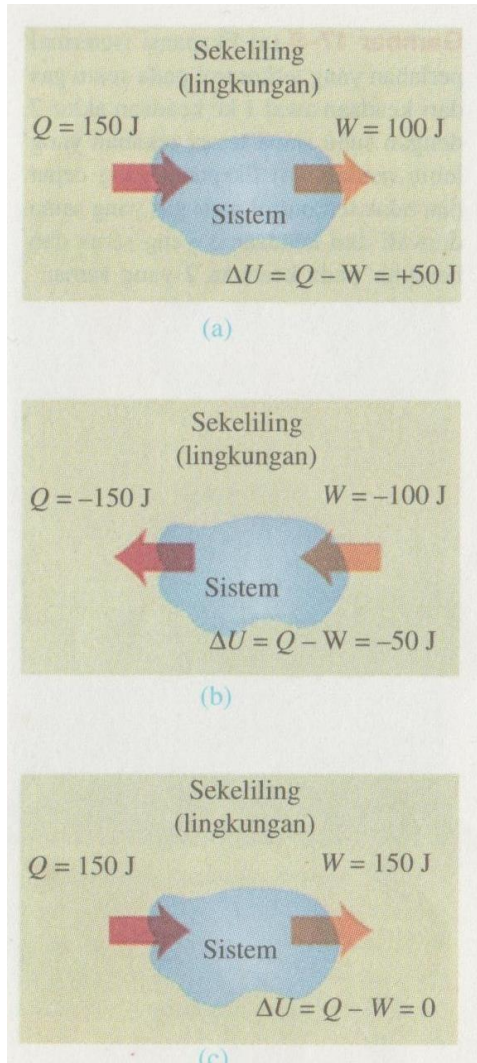 Sekeliling
(lingkungan)
Q = 150 J W = 100 J
Sistem
ΔU = Q – W = +50 J
(a)
Sekeliling
(lingkungan)
Q = –150 J W = –100 J
Sistem
ΔU = Q – W = –50 J
(b)
Sekeliling
(lingkungan)
Q = 150 J W = 150 J
Sistem
ΔU = Q – W = 0
(c)